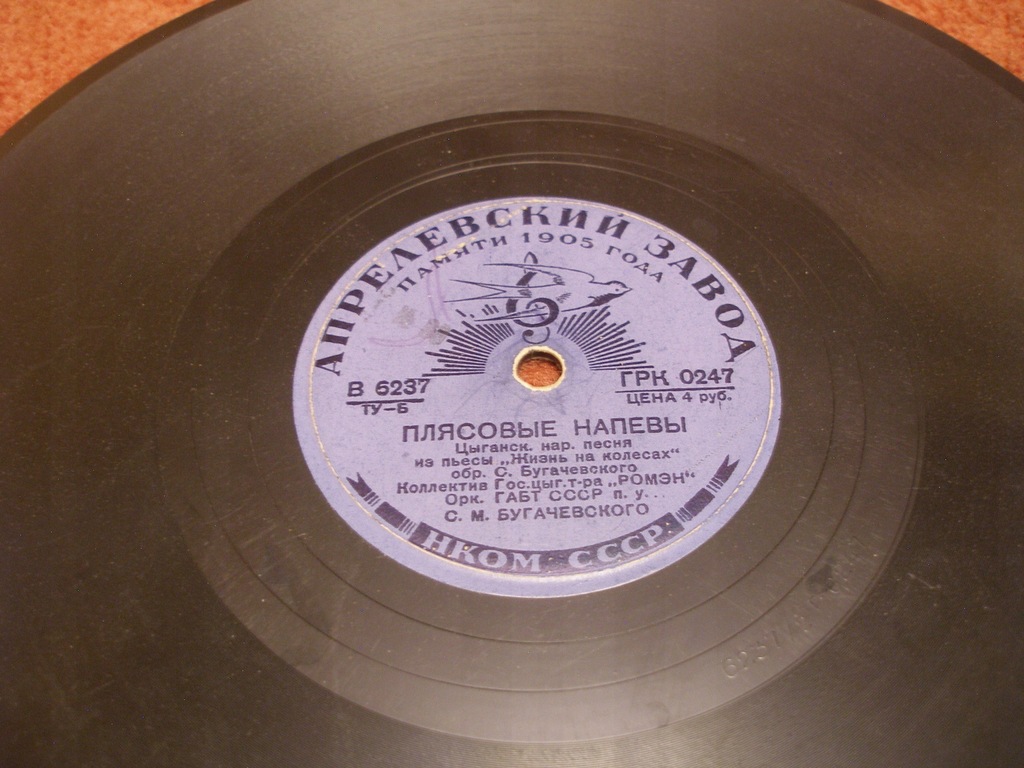 АПРЕЛЕВСКИЙ ЗАВОД
ПАМЯТИ 1905 ГОДА
В 6237
ТУ-Б
ГРК 0247
ЦЕНА 4 руб.
ПЛЯСОВЫЕ НАПЕВЫ
Цыганск. нар. песня
из пьесы „Жизнь на колесах“
обр. С. Бугачевского
Коллектив Гос.цыг.т-ра „РОМЭН“
Орк. ГАБТ СССР п. у...
С. М. БУГАЧЕВСКОГО
НКОМ СССР